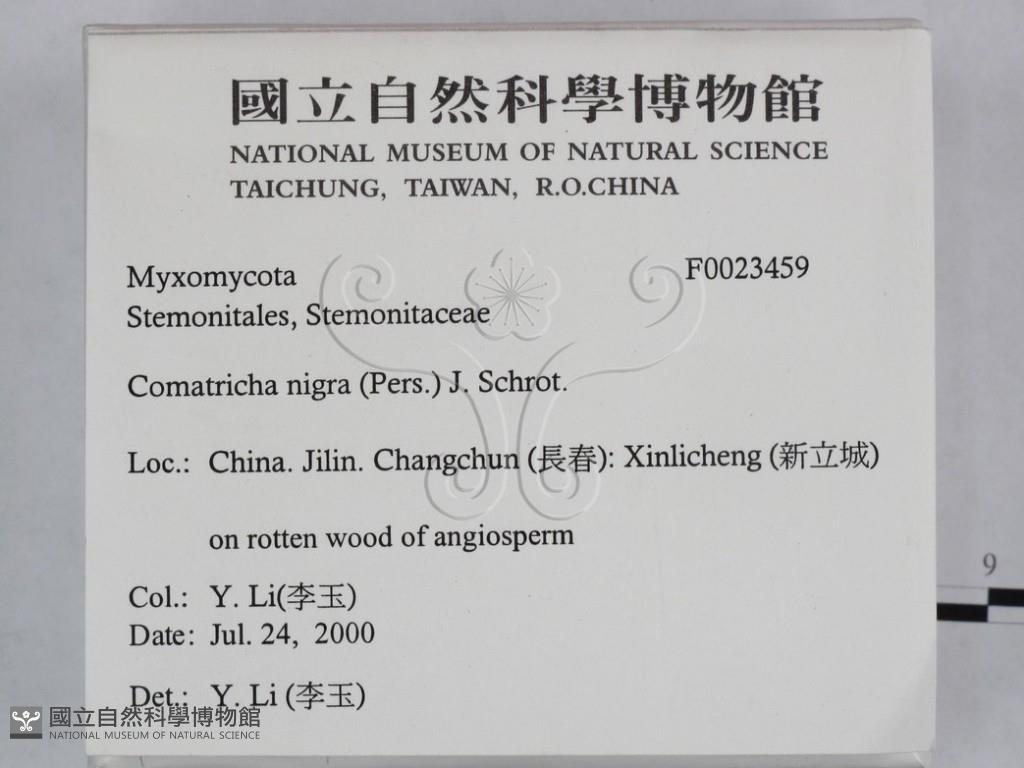 國立自然科學博物館
NATIONAL MUSEUM OF NATURAL SCIENCE
TAICHUNG, TAIWAN, R.O.CHINA
Myxomycota F0023459
Stemonitales, Stemonitaceae
Comatricha nigra (Pers.) J. Schrot.
Loc.: China. Jilin. Changchun (長春): Xinlicheng (新立城)
on rotten wood of angiosperm
Col.: Y. Li(李玉)
Date: Jul. 24, 2000
Det.: Y. Li (李玉)
9
國立自然科學博物館
NATIONAL MUSEUM OF NATURAL SCIENCE